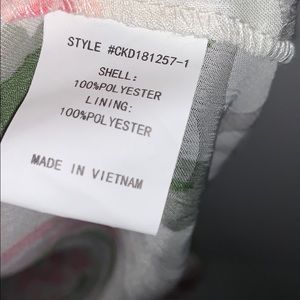 STYLE #CKD181257-1
SHELL:
100%POLYESTER
LINING:
100%POLYESTER
MADE IN VIETNAM